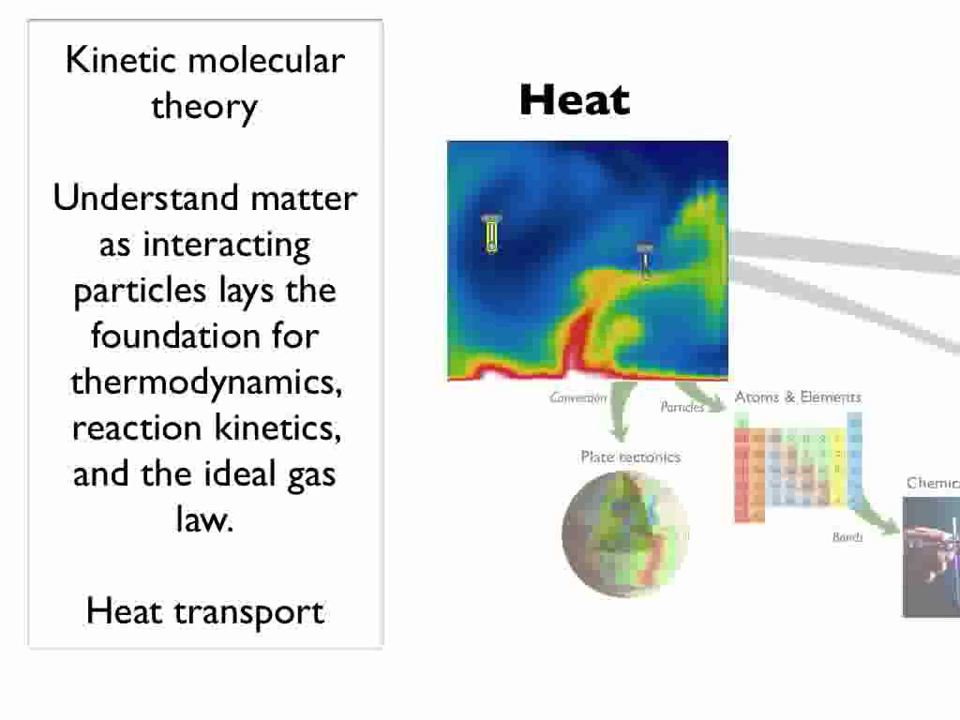 Kinetic molecular
theory
Understand matter
as interacting
particles lays the
foundation for
thermodynamics,
reaction kinetics,
and the ideal gas
law.
Heat transport
Heat
Convection
Particles
Atoms & Elements
Plate tectonics
Chemic
Bonds